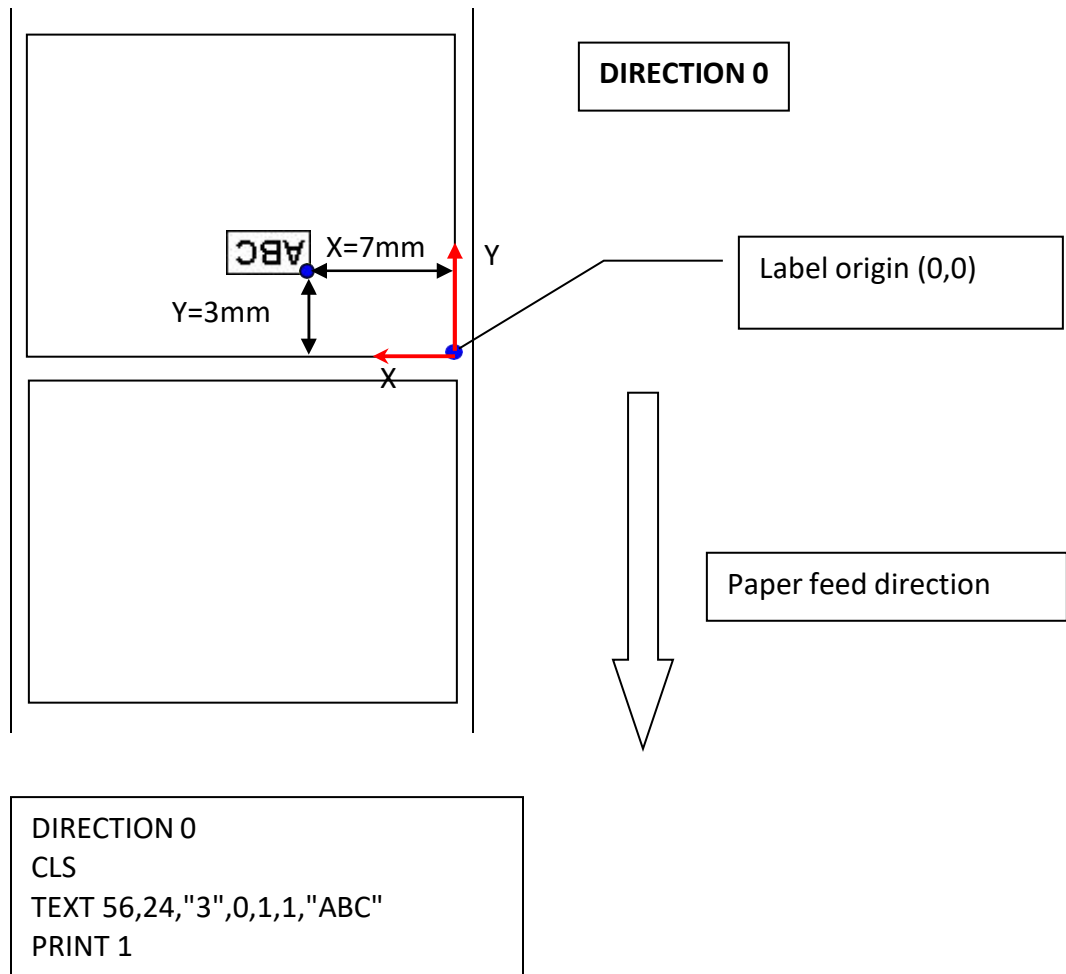 DIRECTION 0
ABC
X=7mm
Y
Y=3mm
Label origin (0,0)
X
Paper feed direction
DIRECTION 0
CLS
TEXT 56,24,"3",0,1,1,"ABC"
PRINT 1